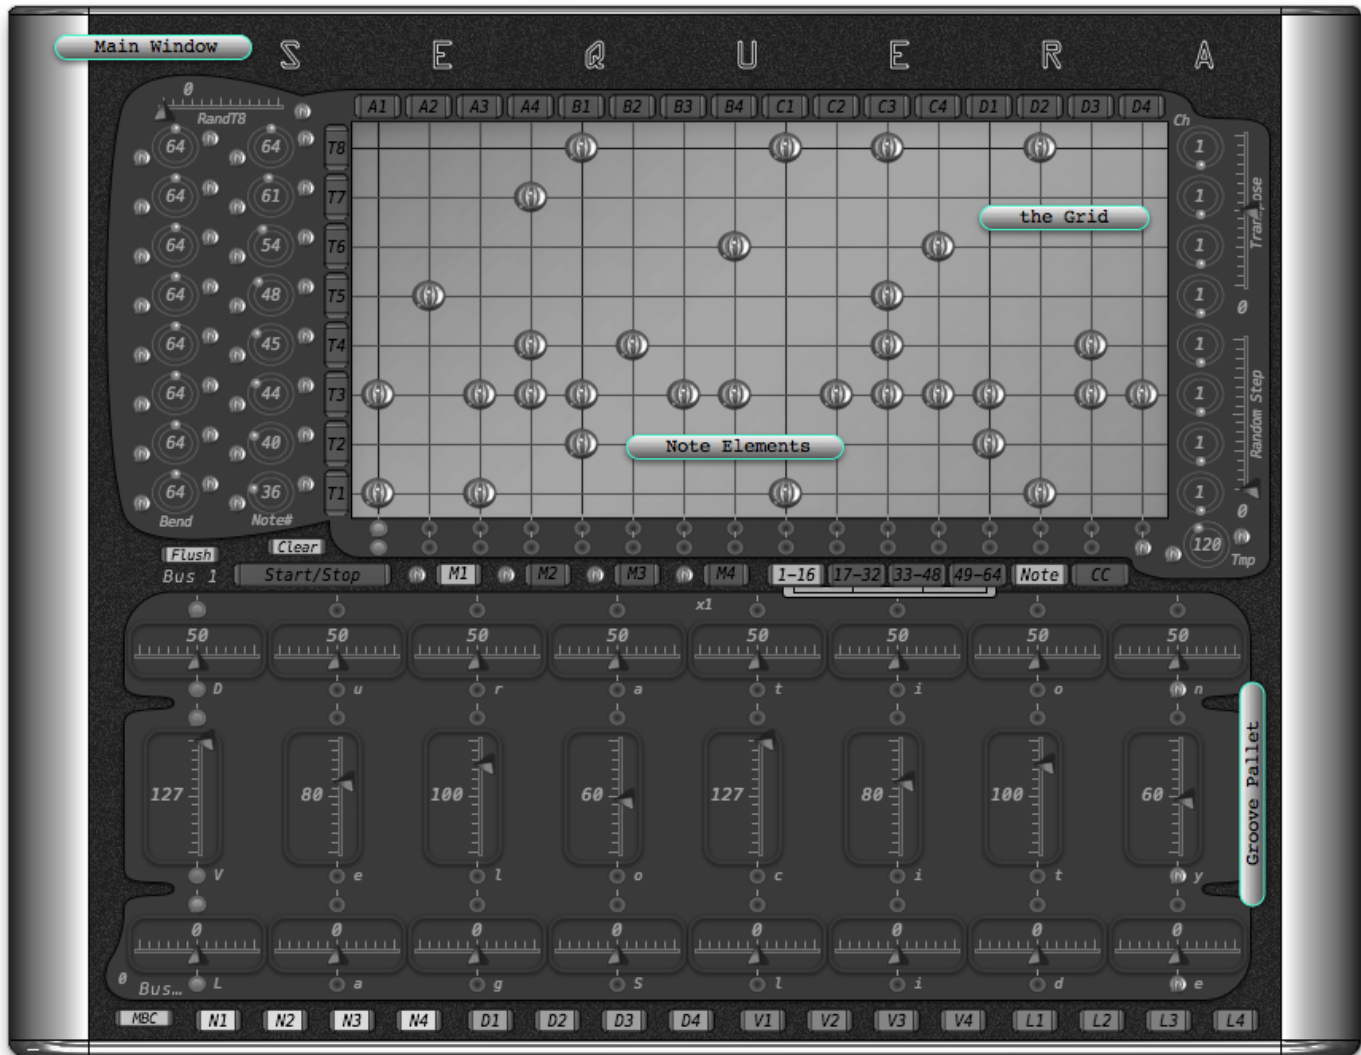 Main Window
S E Q U E R A
0
RandT8
A1 A2 A3 A4 B1 B2 B3 B4 C1 C2 C3 C4 D1 D2 D3 D4
Ch
64 64 T8 1
64 61 T7 1
the Grid
Transpose
64 54 T6 1
64 48 T5 1
0
64 45 T4 1
64 44 T3 1
Random Step
64 40 T2 1
Note Elements
64 36 T1 1
Bend Note#
0
Flush Clear
120
Tmp
Bus 1 Start/Stop M1 M2 M3 M4 1-16 17-32 33-48 49-64 Note CC
x1
50 50 50 50 50 50 50 50
D u r a t i o n
127 80 100 60 127 80 100 60
Groove Pallet
V e l o c i t y
0 0 0 0 0 0 0 0
0 Bus… L a g S l i d e
MBC N1 N2 N3 N4 D1 D2 D3 D4 V1 V2 V3 V4 L1 L2 L3 L4